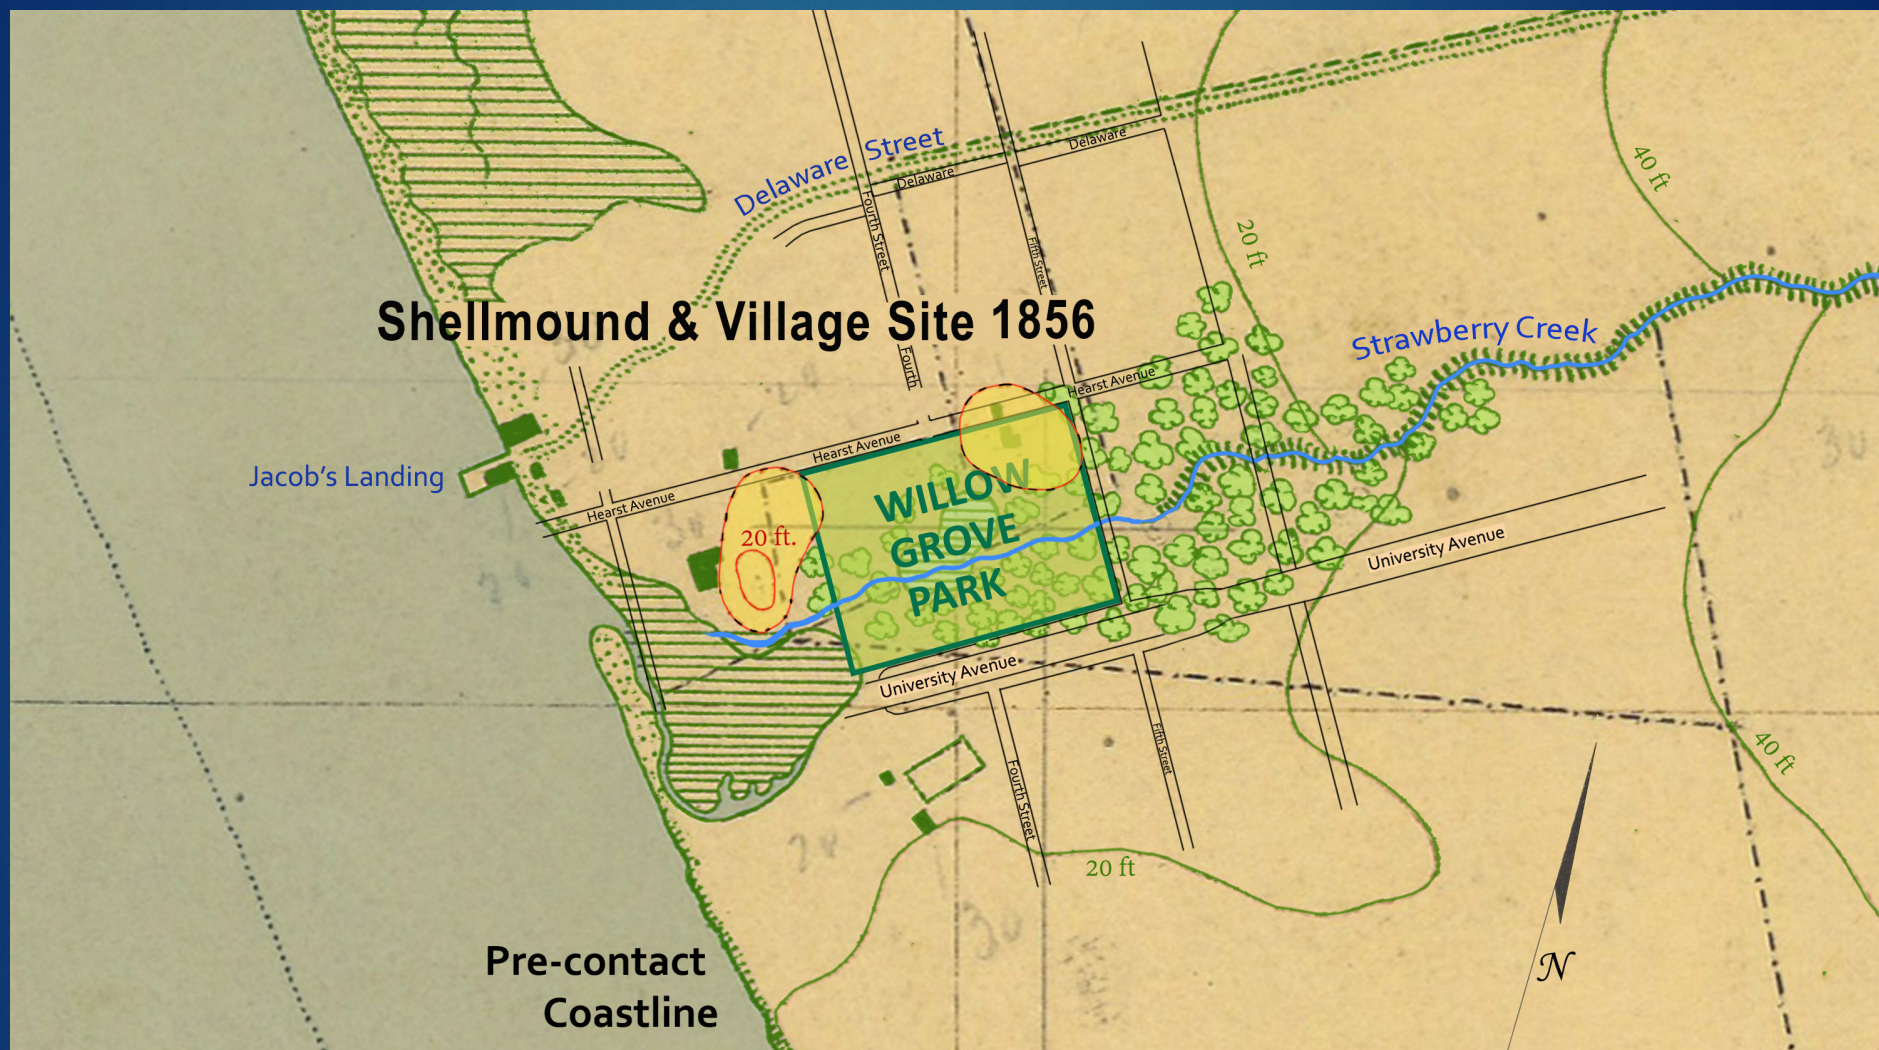 40 ft
Delaware Street
Delaware
Delaware
Fourth Street
Fifth Street
20 ft
Shellmound & Village Site 1856
Strawberry Creek
Fourth
Hearst Avenue
Hearst Avenue
Jacob's Landing
Hearst Avenue
WILLOW
GROVE
PARK
20 ft.
University Avenue
University Avenue
Fifth Street
Fourth Street
40 ft
20 ft
30
Pre-contact
Coastline
N